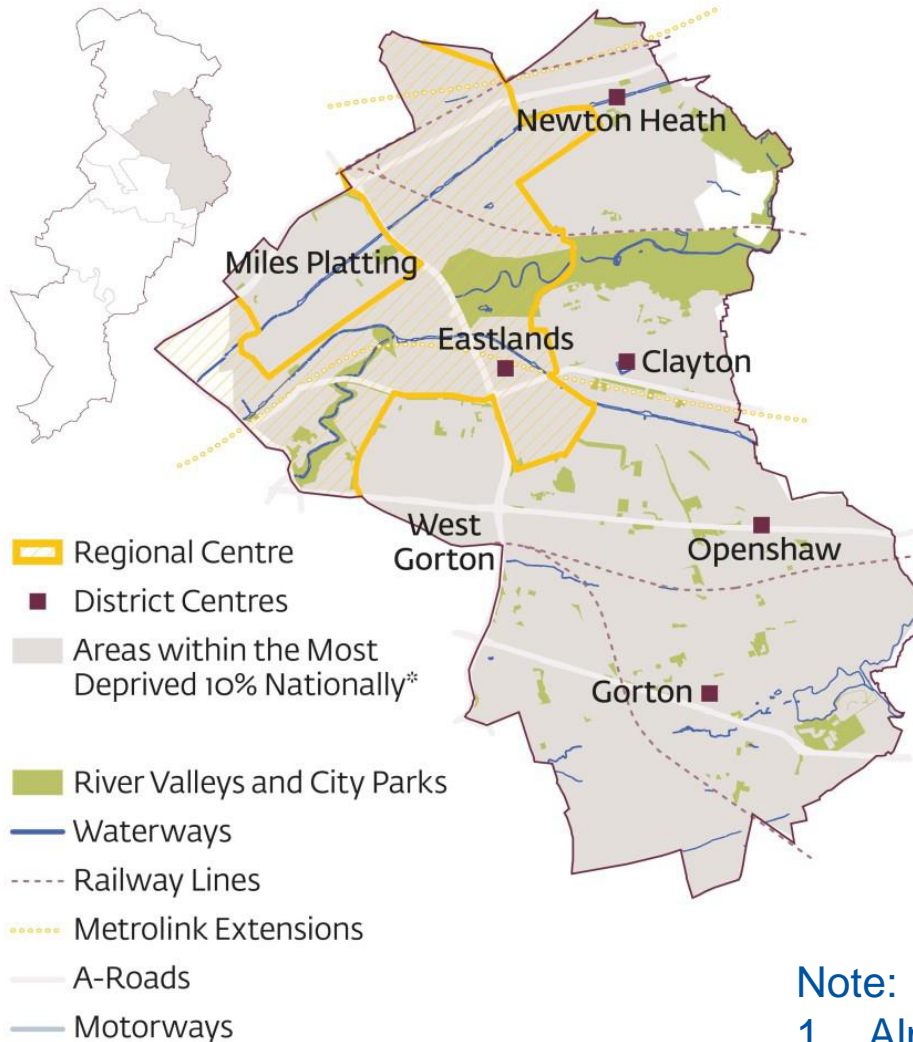 Newton Heath
Miles Platting
Eastlands
Clayton
West
Gorton
Openshaw
Gorton
Regional Centre
District Centres
Areas within the Most
Deprived 10% Nationally*
River Valleys and City Parks
Waterways
Railway Lines
Metrolink Extensions
A-Roads
Motorways
Note:
1.